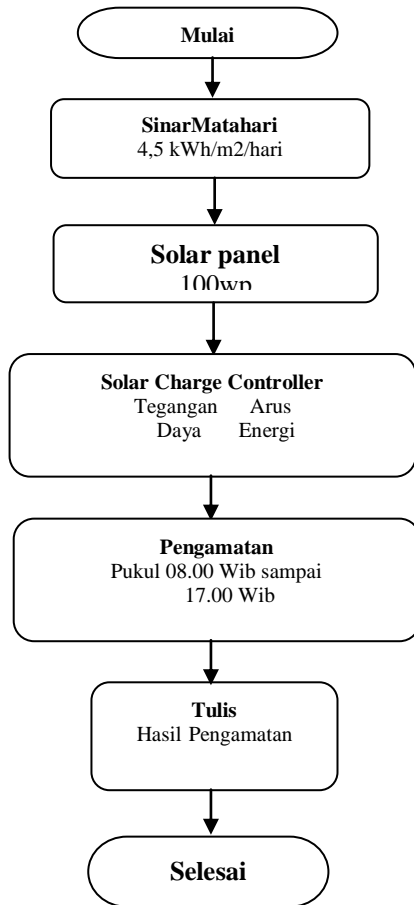 Mulai
SinarMatahari
4,5 kWh/m2/hari
Solar panel
100wp
Solar Charge Controller
Tegangan Arus
Daya Energi
Pengamatan
Pukul 08.00 Wib sampai
17.00 Wib
Tulis
Hasil Pengamatan
Selesai